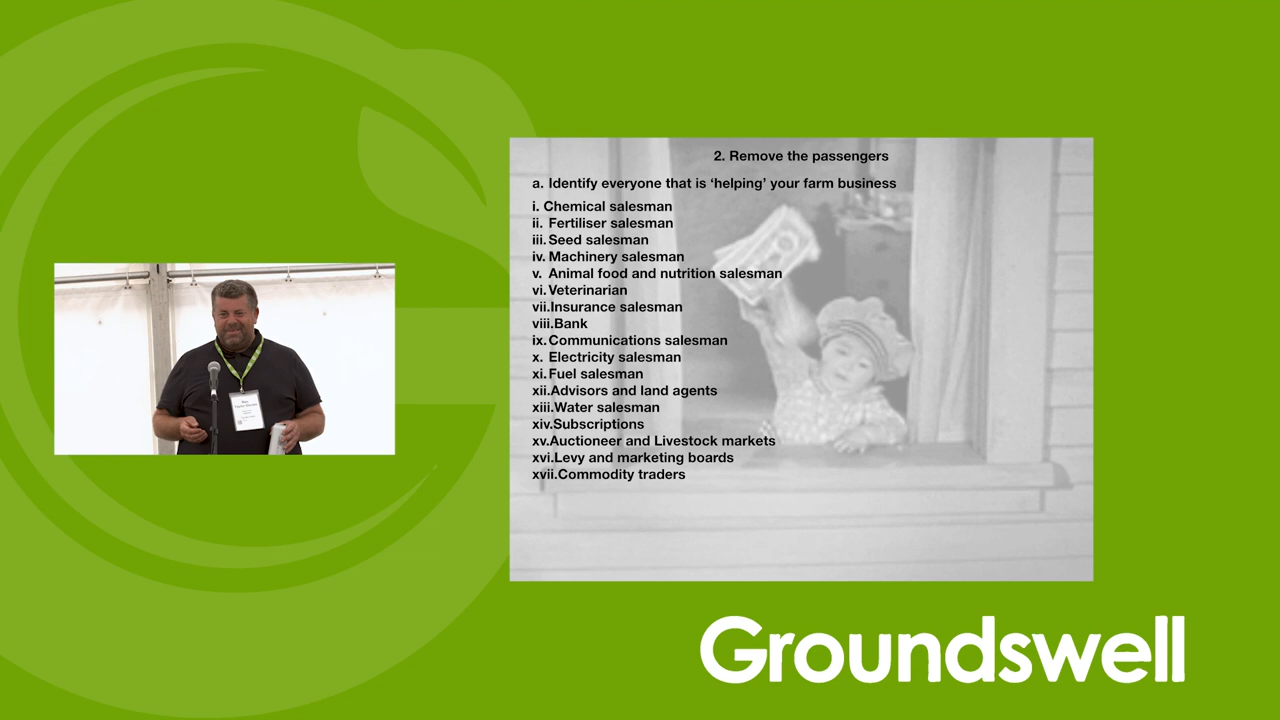 2. Remove the passengers
a. Identify everyone that is ‘helping’ your farm business
i. Chemical salesman
ii. Fertiliser salesman
iii. Seed salesman
iv. Machinery salesman
v. Animal food and nutrition salesman
vi. Veterinarian
vii.Insurance salesman
viii.Bank
ix. Communications salesman
x. Electricity salesman
xi. Fuel salesman
xii.Advisors and land agents
xiii.Water salesman
xiv.Subscriptions
xv.Auctioneer and Livestock markets
xvi.Levy and marketing boards
xvii.Commodity traders
Groundswell